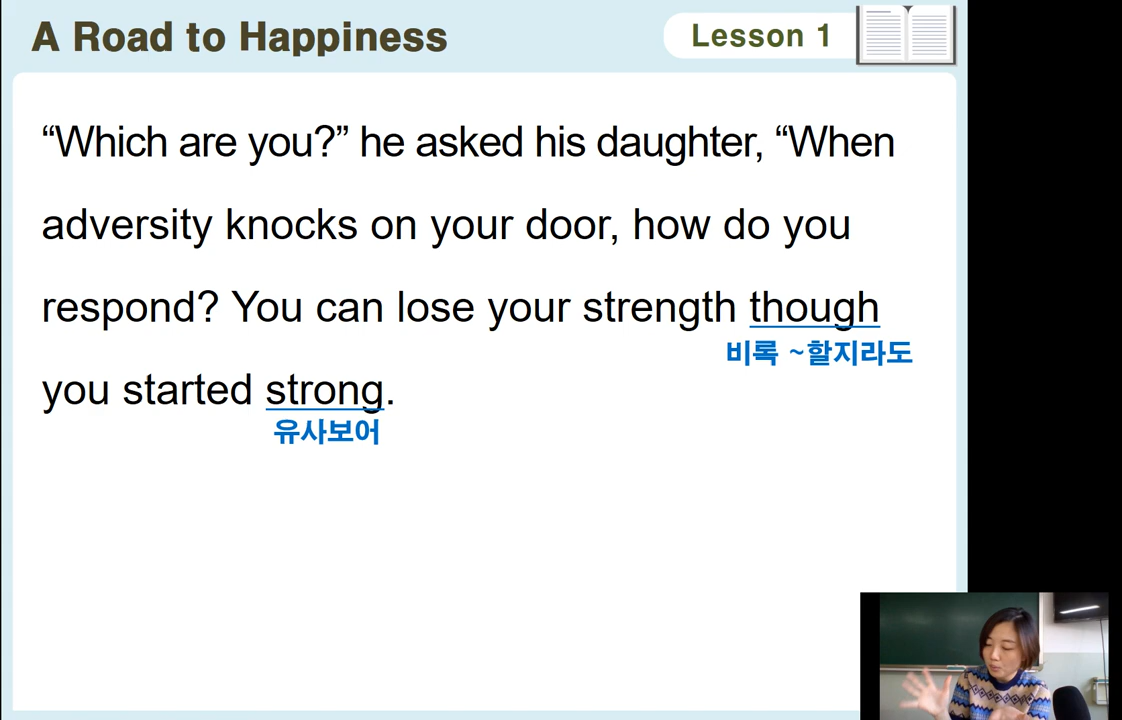 A Road to Happiness
Lesson 1
“Which are you?” he asked his daughter, “When
adversity knocks on your door, how do you
respond? You can lose your strength though
비록 ~할지라도
you started strong.
유사보어